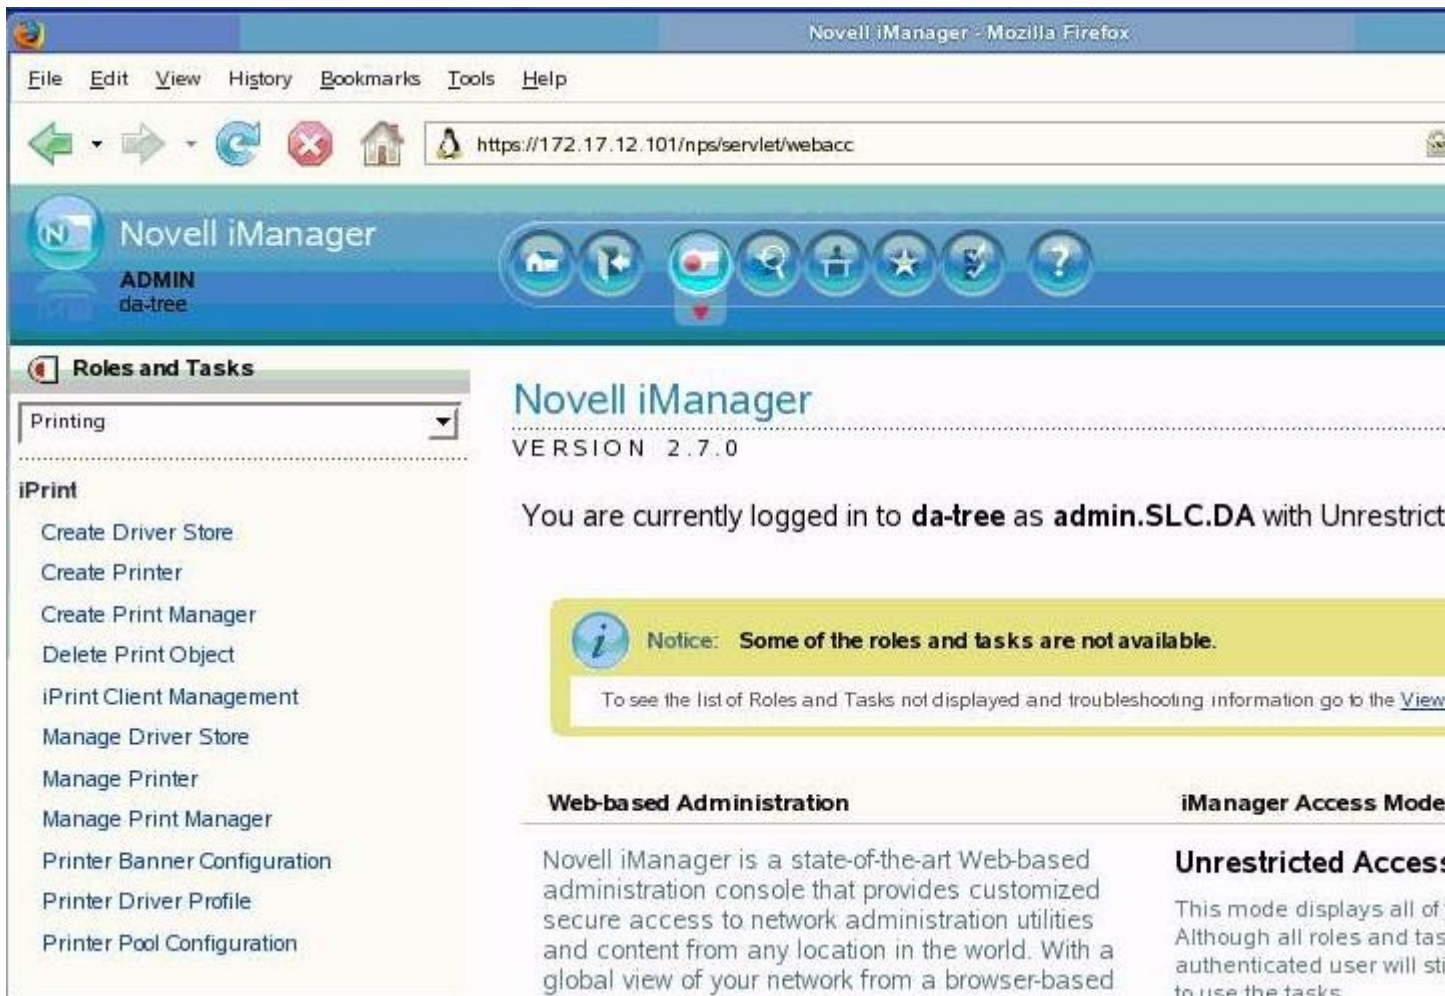 Novell iManager - Mozilla Firefox
File Edit View History Bookmarks Tools Help
https://172.17.12.101/nps/servlet/webacc
N
Novell iManager
ADMIN
da-tree
?
Roles and Tasks
Printing
iPrint
Create Driver Store
Create Printer
Create Print Manager
Delete Print Object
iPrint Client Management
Manage Driver Store
Manage Printer
Manage Print Manager
Printer Banner Configuration
Printer Driver Profile
Printer Pool Configuration
Novell iManager
VERSION 2.7.0
You are currently logged in to da-tree as admin.SLC.DA with Unrestrict
i Notice: Some of the roles and tasks are not available.
To see the list of Roles and Tasks not displayed and troubleshooting information go to the View
Web-based Administration
Novell iManager is a state-of-the-art Web-based
administration console that provides customized
secure access to network administration utilities
and content from any location in the world. With a
global view of your network from a browser-based
iManager Access Mode
Unrestricted Access
This mode displays all of
Although all roles and tas
authenticated user will sti
to use the tasks